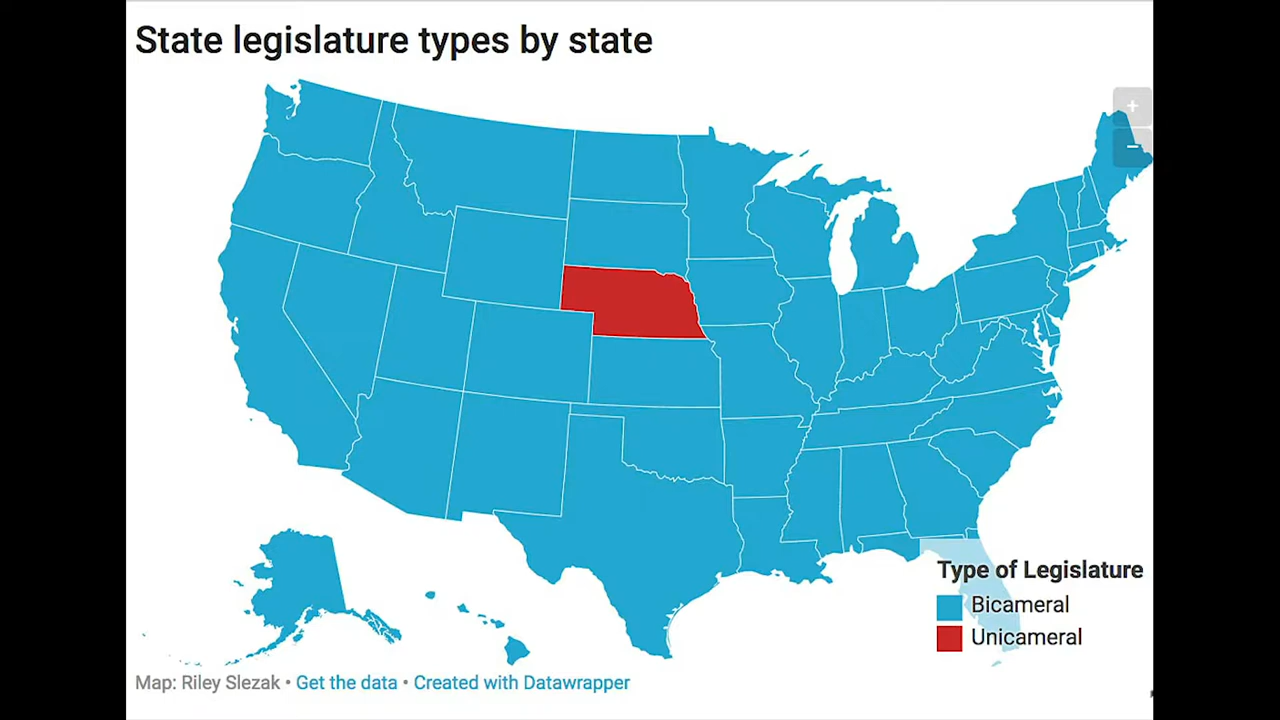 State legislature types by state
+
−
Type of Legislature
Bicameral
Unicameral
Map: Riley Slezak • Get the data • Created with Datawrapper